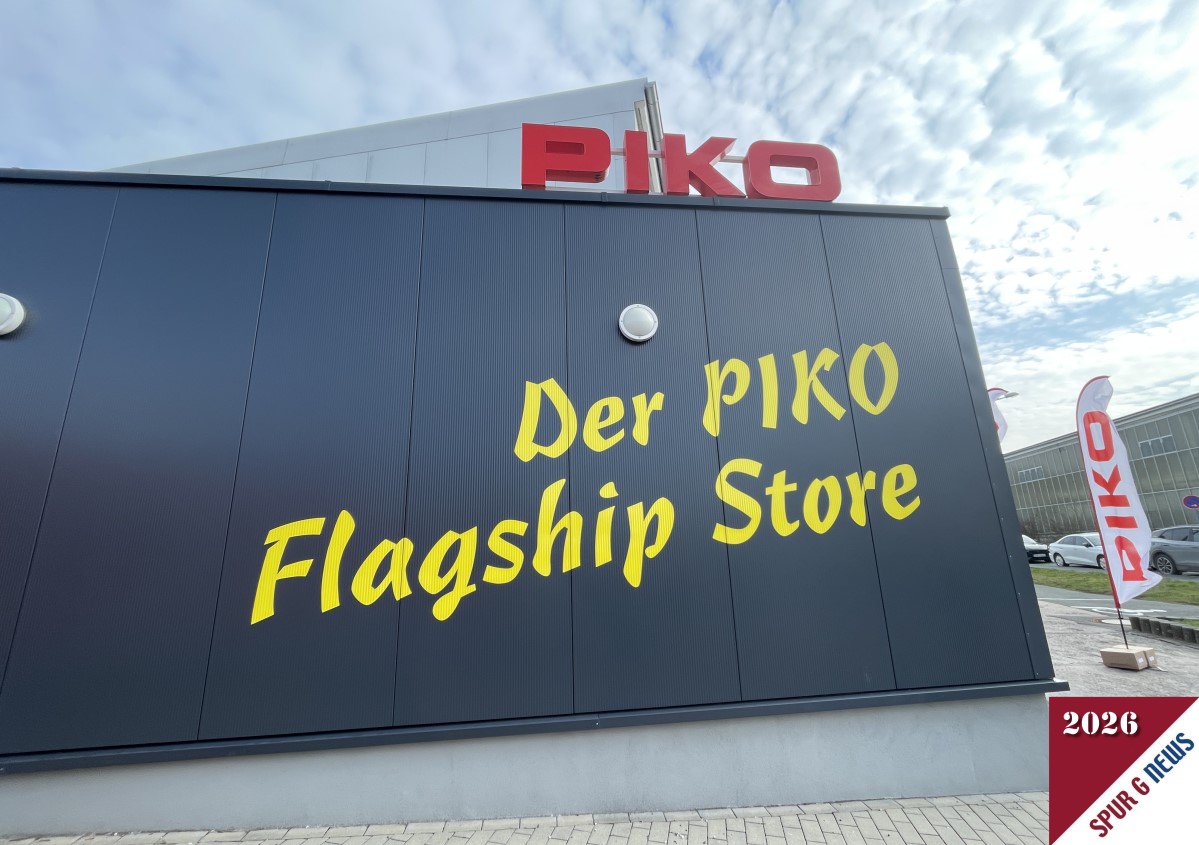 PIKO
Der PIKO
Flagship Store
PIKO
2026
SPUR G NEWS